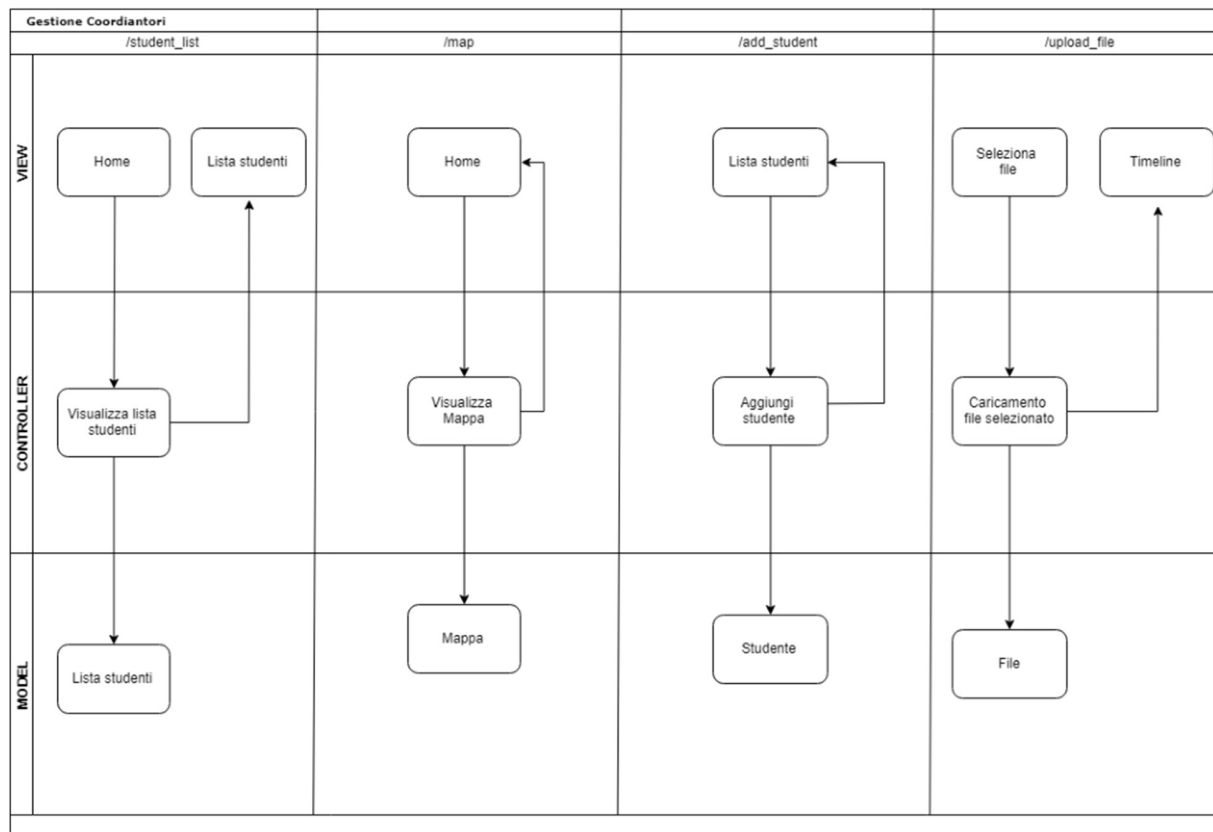 Gestione Coordiantori
/student_list
/map
/add_student
/upload_file
VIEW
Home
Lista studenti
Home
Lista studenti
Seleziona
file
Timeline
CONTROLLER
Visualizza lista
studenti
Visualizza
Mappa
Aggiungi
studente
Caricamento
file selezionato
MODEL
Lista studenti
Mappa
Studente
File